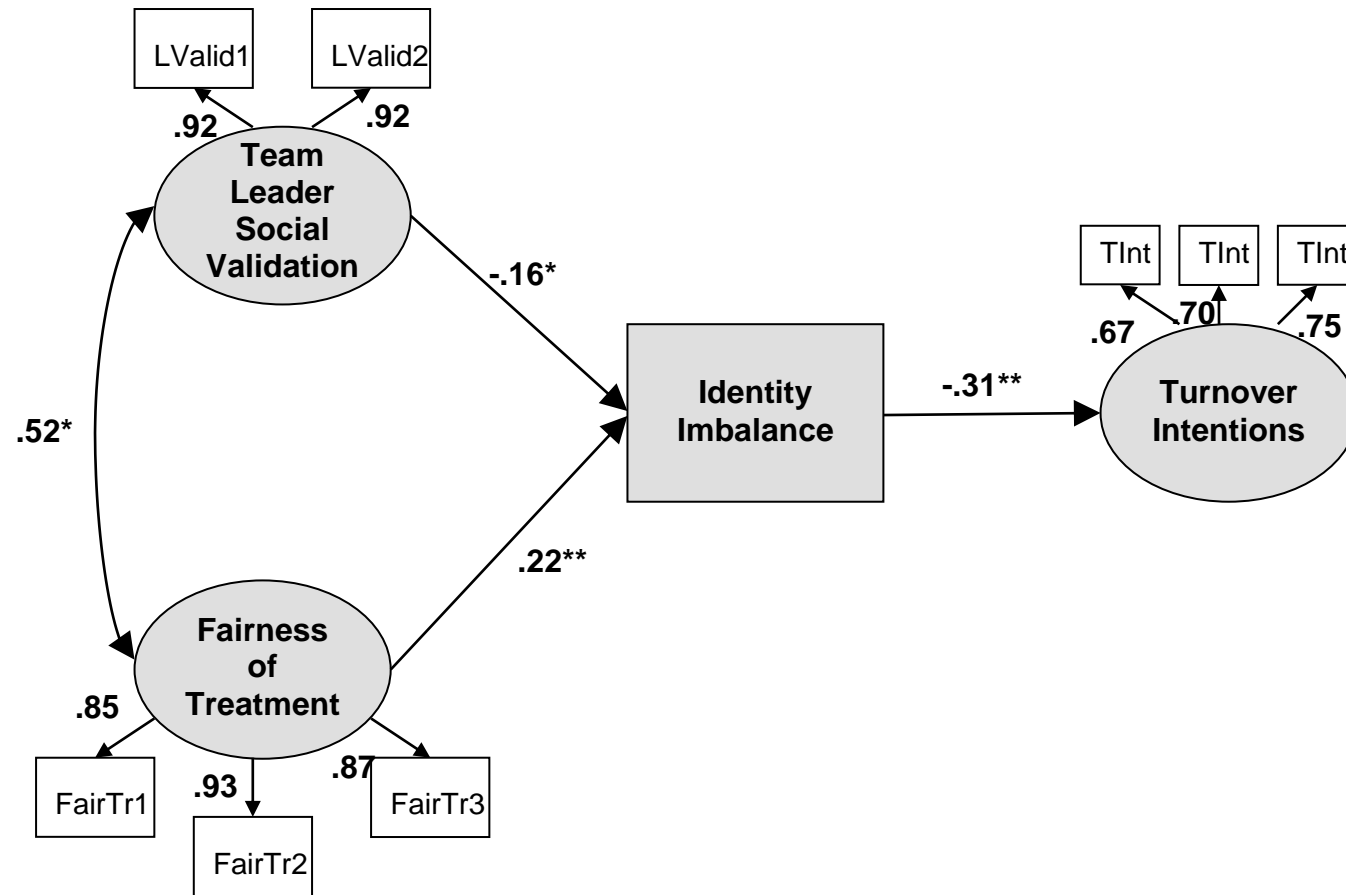 LValid1
LValid2
.92
.92
Team
Leader
Social
Validation
-.16*
TInt
TInt
TInt
.67
.70
.75
Identity
Imbalance
-.31**
Turnover
Intentions
.52*
.22**
Fairness
of
Treatment
.85
.93
.87
FairTr1
FairTr2
FairTr3